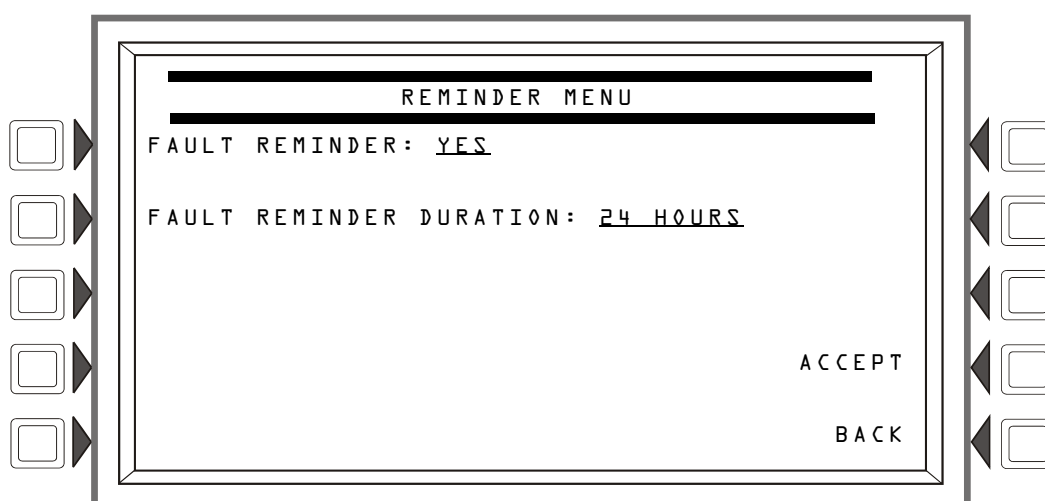 REMINDER MENU
FAULT REMINDER: YES
FAULT REMINDER DURATION: 24 HOURS
ACCEPT
BACK